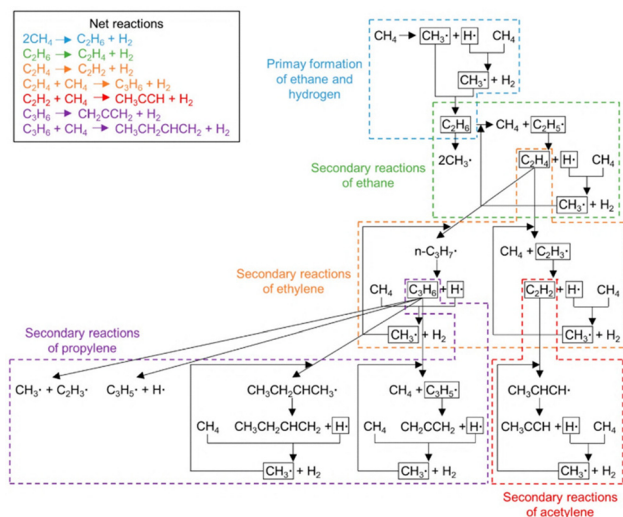 Net reactions
2CH₄ → C₂H₆ + H₂
C₂H₆ → C₂H₄ + H₂
C₂H₄ → C₂H₂ + H₂
C₂H₄ + CH₄ → C₃H₆ + H₂
C₂H₂ + CH₄ → CH₃CCH + H₂
C₃H₆ → CH₂CCH₂ + H₂
C₃H₆ + CH₄ → CH₃CH₂CHCH₂ + H₂
Primay formation
of ethane and
hydrogen
CH₄ → CH₃· + H· CH₄
CH₃· + H₂
C₂H₆ → CH₄ + C₂H₅·
2CH₃·
Secondary reactions
of ethane
C₂H₄ + H· CH₄
CH₃· + H₂
Secondary reactions
of ethylene
n-C₃H₇·
CH₄ + C₂H₃·
CH₄ C₃H₆ + H·
C₂H₂ + H· CH₄
CH₃· + H₂
CH₃· + H₂
Secondary reactions
of propylene
CH₃· + C₂H₃·
C₃H₅· + H·
CH₃CH₂CHCH₃·
CH₄ + C₃H₅·
CH₃CHCH·
CH₄ CH₃CH₂CHCH₂ + H·
CH₄ CH₂CCH₂ + H·
CH₃CCH + H· CH₄
CH₃· + H₂
CH₃· + H₂
CH₃· + H₂
Secondary reactions
of acetylene